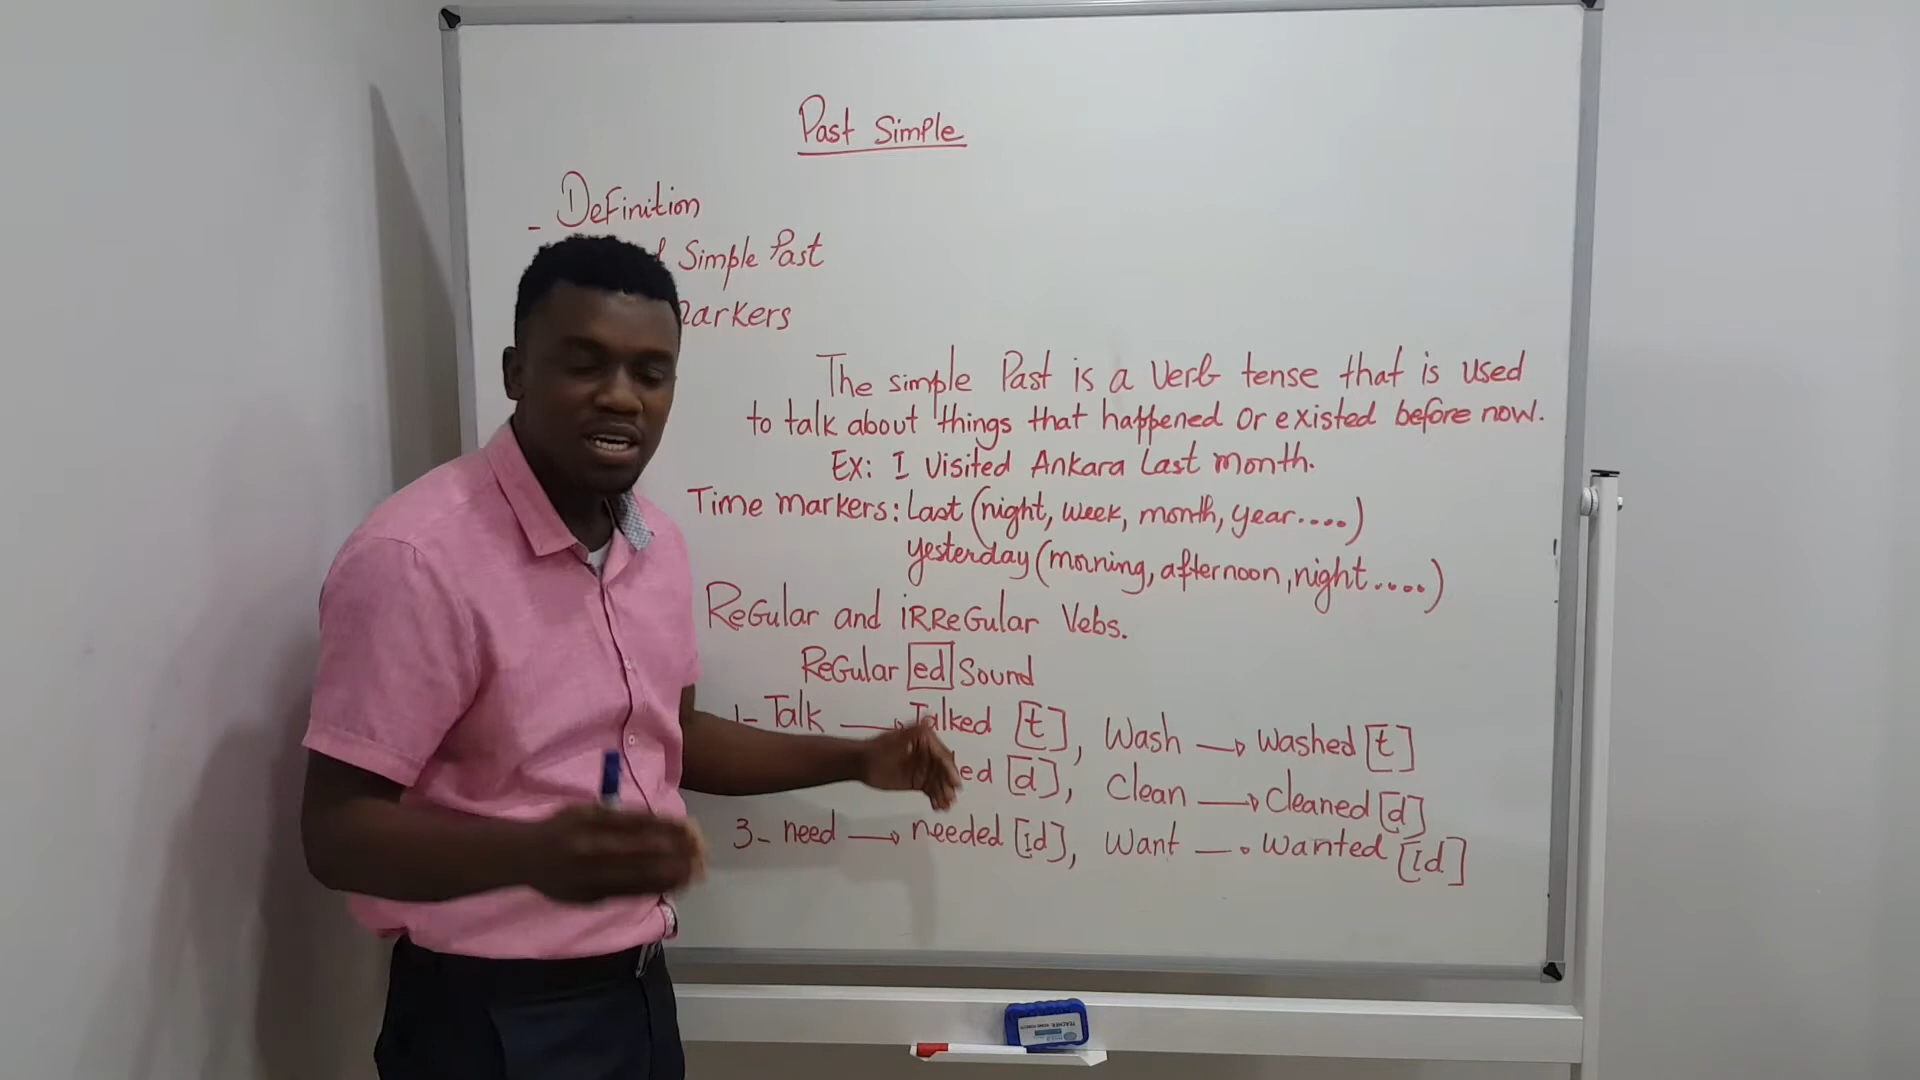 Past Simple
- Definition
Simple Past
markers
The simple Past is a Verb tense that is used
to talk about things that happened or existed before now.
Ex: I Visited Ankara Last month.
Time markers: Last (night, week, month, year....)
yesterday (morning, afternoon, night.....)
Regular and irregular Vebs.
Regular ed Sound
1- Talk → Talked [t], Wash → washed [t]
ed [d], Clean → Cleaned [d]
3- need → needed [Id], Want → wanted [Id]